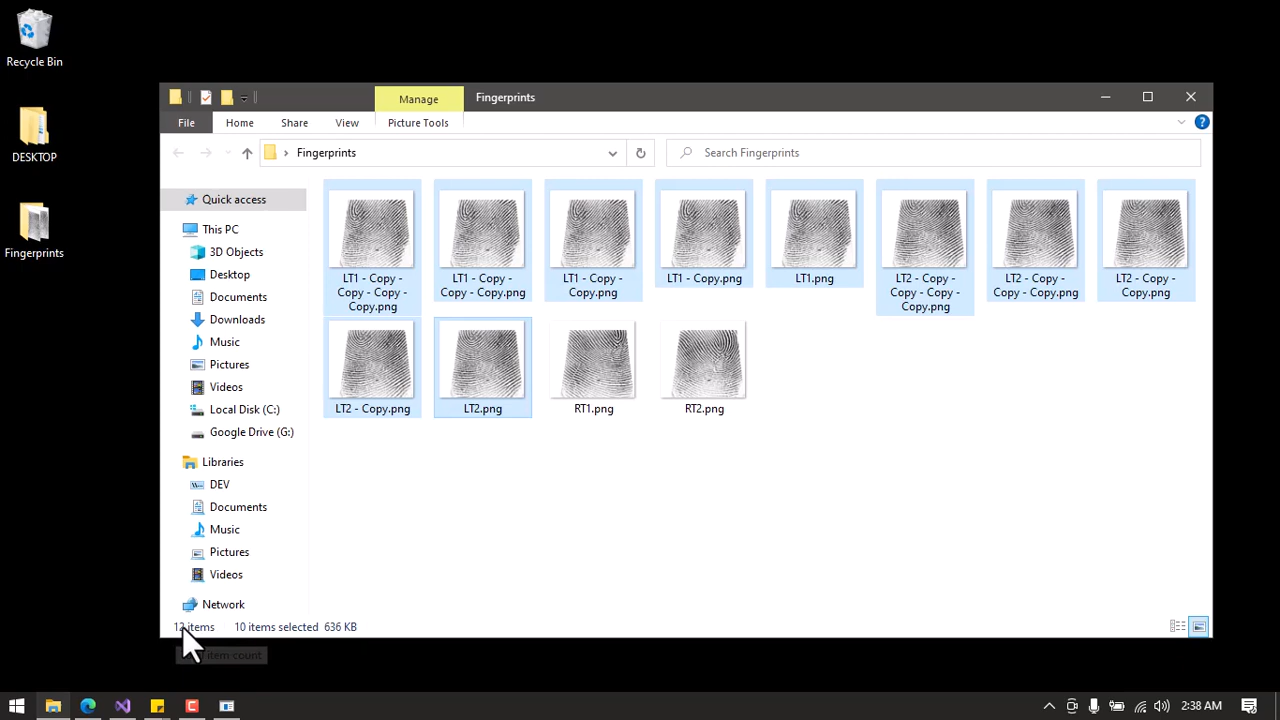 Recycle Bin
DESKTOP
Fingerprints
Manage
Fingerprints
File
Home
Share
View
Picture Tools
Fingerprints
Search Fingerprints
Quick access
This PC
3D Objects
Desktop
Documents
Downloads
Music
Pictures
Videos
Local Disk (C:)
Google Drive (G:)
Libraries
DEV
Documents
Music
Pictures
Videos
Network
LT1 - Copy -
Copy - Copy -
Copy.png
LT1 - Copy -
Copy - Copy.png
LT1 - Copy -
Copy.png
LT1 - Copy.png
LT1.png
LT2 - Copy -
Copy - Copy -
Copy.png
LT2 - Copy -
Copy - Copy.png
LT2 - Copy -
Copy.png
LT2 - Copy.png
LT2.png
RT1.png
RT2.png
12 items
10 items selected 636 KB
item count
2:38 AM